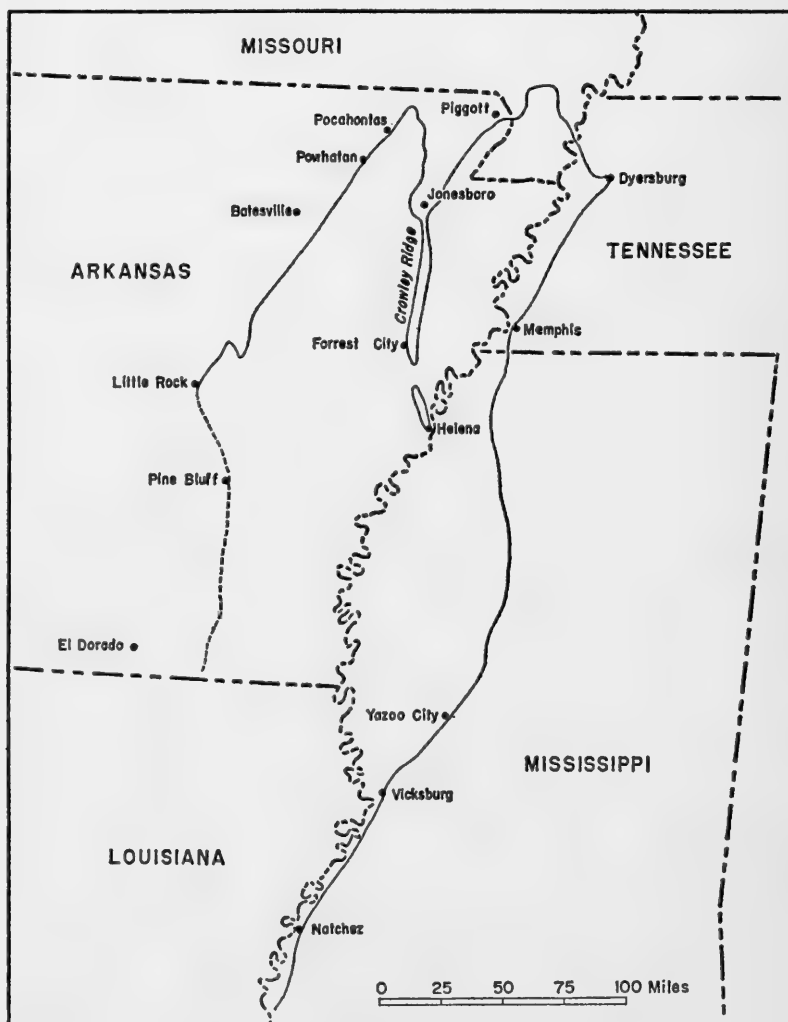 MISSOURI
Piggott
Pocahontas
Powhatan
Dyersburg
Jonesboro
Batesville
TENNESSEE
ARKANSAS
Crowley Ridge
Memphis
Forrest City
Little Rock
Helena
Pine Bluff
El Dorado
Yazoo City
MISSISSIPPI
Vicksburg
LOUISIANA
Natchez
0 25 50 100 Miles